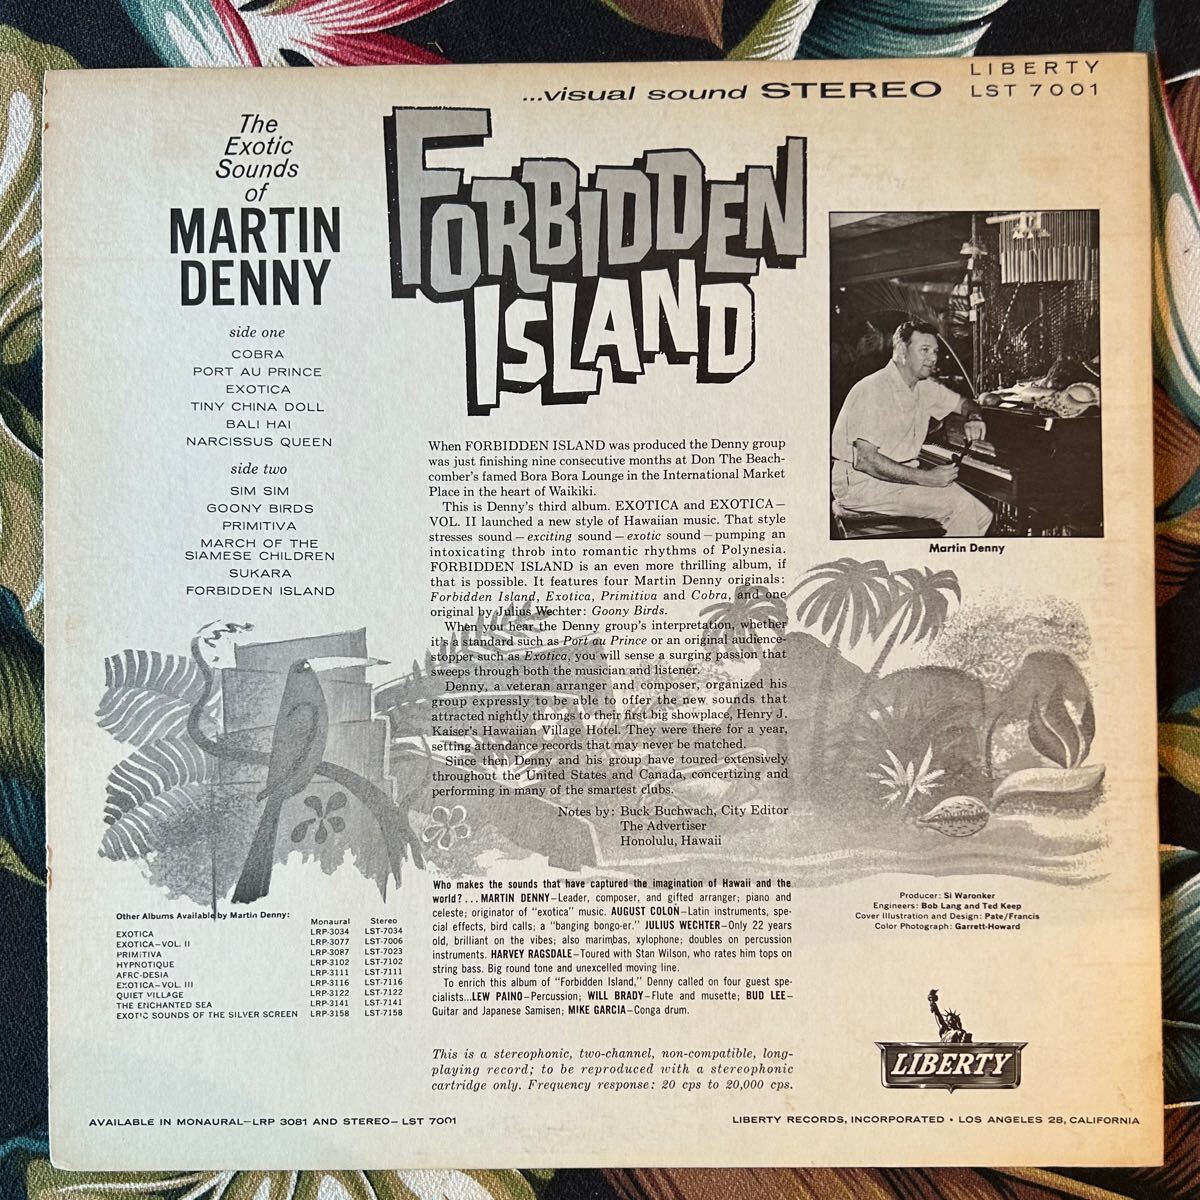 ...visual sound STEREO
LIBERTY
LST 7001
The
Exotic
Sounds
of
MARTIN
DENNY
FORBIDDEN
ISLAND
side one
COBRA
PORT AU PRINCE
EXOTICA
TINY CHINA DOLL
BALI HAI
NARCISSUS QUEEN
side two
SIM SIM
GOONY BIRDS
PRIMITIVA
MARCH OF THE
SIAMESE CHILDREN
SUKARA
FORBIDDEN ISLAND
When FORBIDDEN ISLAND was produced the Denny group
was just finishing nine consecutive months at Don The Beach-
comber's famed Bora Bora Lounge in the International Market
Place in the heart of Waikiki.
This is Denny's third album. EXOTICA and EXOTICA—
VOL. II launched a new style of Hawaiian music. That style
stresses sound—exciting sound—exotic sound—pumping an
intoxicating throb into romantic rhythms of Polynesia.
FORBIDDEN ISLAND is an even more thrilling album, if
that is possible. It features four Martin Denny originals:
Forbidden Island, Exotica, Primitiva and Cobra, and one
original by Julius Wechter: Goony Birds.
When you hear the Denny group's interpretation, whether
it's a standard such as Port au Prince or an original audience-
stopper such as Exotica, you will sense a surging passion that
sweeps through both the musician and listener.
Denny, a veteran arranger and composer, organized his
group expressly to be able to offer the new sounds that
attracted nightly throngs to their first big showplace, Henry J.
Kaiser's Hawaiian Village Hotel. They were there for a year,
setting attendance records that may never be matched.
Since then Denny and his group have toured extensively
throughout the United States and Canada, concertizing and
performing in many of the smartest clubs.
Notes by: Buck Buchwach, City Editor
The Advertiser
Honolulu, Hawaii
Martin Denny
Who makes the sounds that have captured the imagination of Hawaii and the
world?...MARTIN DENNY—Leader, composer, and gifted arranger; piano and
celeste; originator of "exotica" music. AUGUST COLON—Latin instruments, spe-
cial effects, bird calls; a "banging bongo-er." JULIUS WECHTER—Only 22 years
old, brilliant on the vibes; also marimbas, xylophone; doubles on percussion
instruments. HARVEY RAGSDALE—Toured with Stan Wilson, who rates him tops on
string bass. Big round tone and unexcelled moving line.
To enrich this album of "Forbidden Island," Denny called on four guest spe-
cialists...LEW PAINO—Percussion; WILL BRADY—Flute and musette; BUD LEE—
Guitar and Japanese Samisen; MIKE GARCIA—Conga drum.
This is a stereophonic, two-channel, non-compatible, long-
playing record; to be reproduced with a stereophonic
cartridge only. Frequency response: 20 cps to 20,000 cps.
Other Albums Available by Martin Denny:
Monaural Stereo
EXOTICA LRP-3034 LST-7034
EXOTICA—VOL. II LRP-3077 LST-7006
PRIMITIVA LRP-3087 LST-7023
HYPNOTIQUE LRP-3102 LST-7102
AFRO-DESIA LRP-3111 LST-7111
EXOTICA—VOL. III LRP-3116 LST-7116
QUIET VILLAGE LRP-3122 LST-7122
THE ENCHANTED SEA LRP-3141 LST-7141
EXOTIC SOUNDS OF THE SILVER SCREEN LRP-3158 LST-7158
Producer: Si Waronker
Engineers: Bob Lang and Ted Keep
Cover Illustration and Design: Pate/Francis
Color Photograph: Garrett-Howard
LIBERTY
AVAILABLE IN MONAURAL—LRP 3081 AND STEREO—LST 7001
LIBERTY RECORDS, INCORPORATED • LOS ANGELES 28, CALIFORNIA